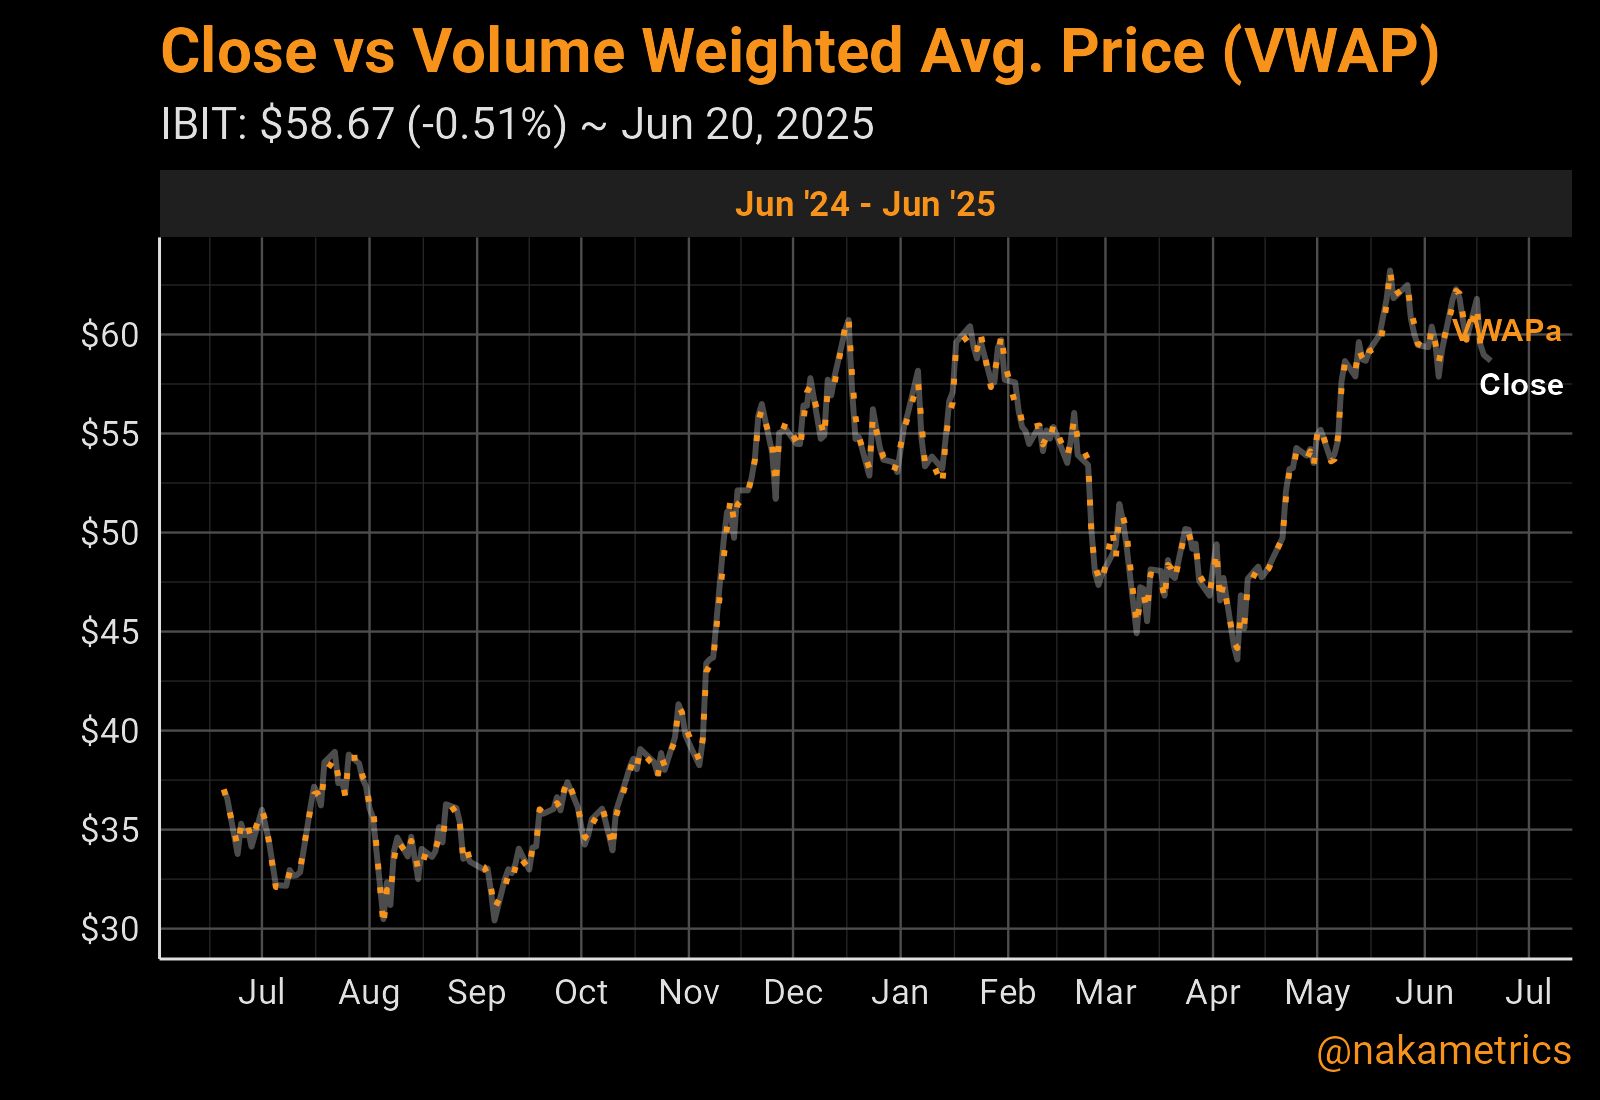 Close vs Volume Weighted Avg. Price (VWAP)
IBIT: $58.67 (-0.51%) ~ Jun 20, 2025
Jun '24 - Jun '25
$60
$55
$50
$45
$40
$35
$30
VWAPa
Close
Jul Aug Sep Oct Nov Dec Jan Feb Mar Apr May Jun Jul
@nakametrics